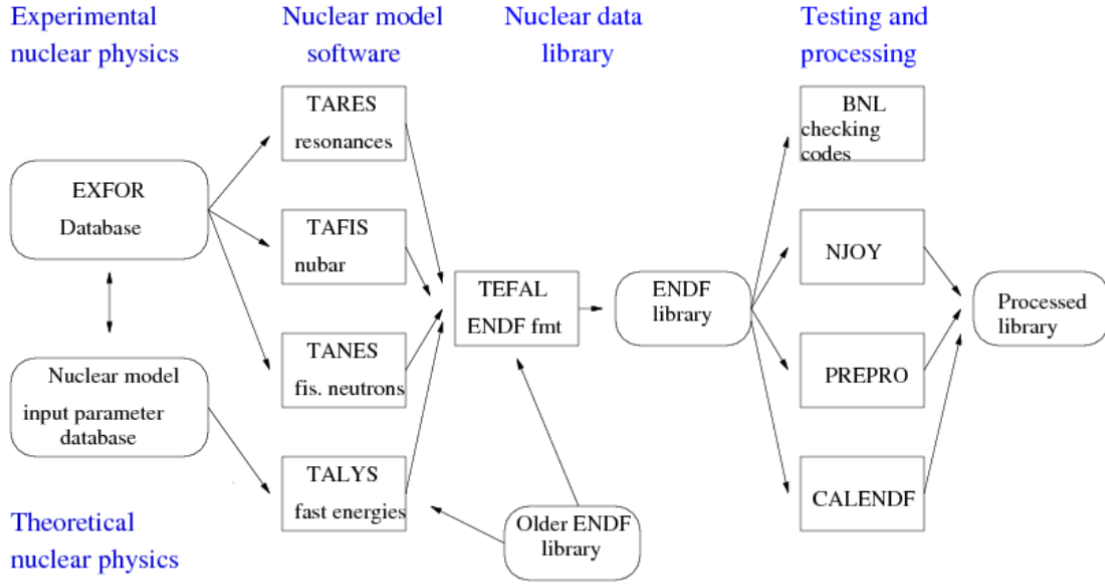 Experimental
nuclear physics
Nuclear model
software
Nuclear data
library
Testing and
processing
EXFOR
Database
Nuclear model
input parameter
database
Theoretical
nuclear physics
TARES
resonances
TAFIS
nubar
TANES
fis. neutrons
TALYS
fast energies
TEFAL
ENDF fmt
Older ENDF
library
ENDF
library
BNL
checking
codes
NJOY
PREPRO
CALENDF
Processed
library